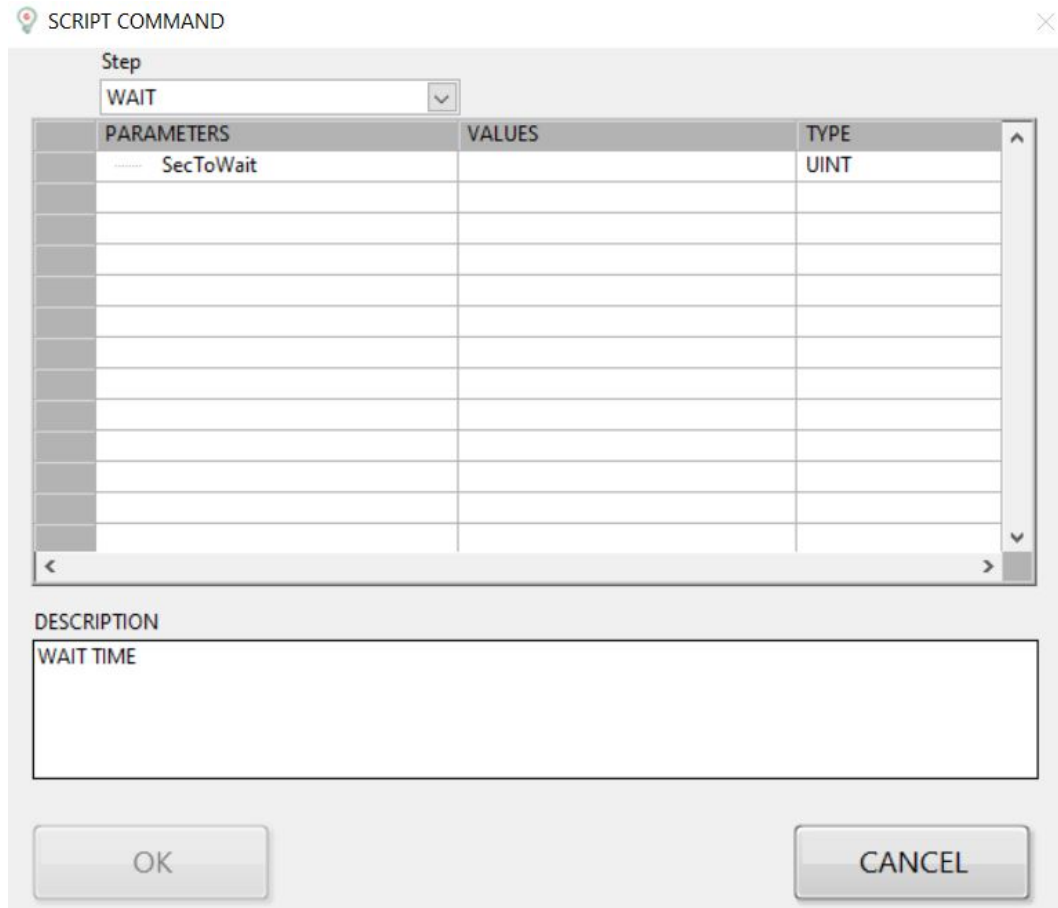 SCRIPT COMMAND
Step
WAIT
PARAMETERS VALUES TYPE
SecToWait UINT
DESCRIPTION
WAIT TIME
OK CANCEL